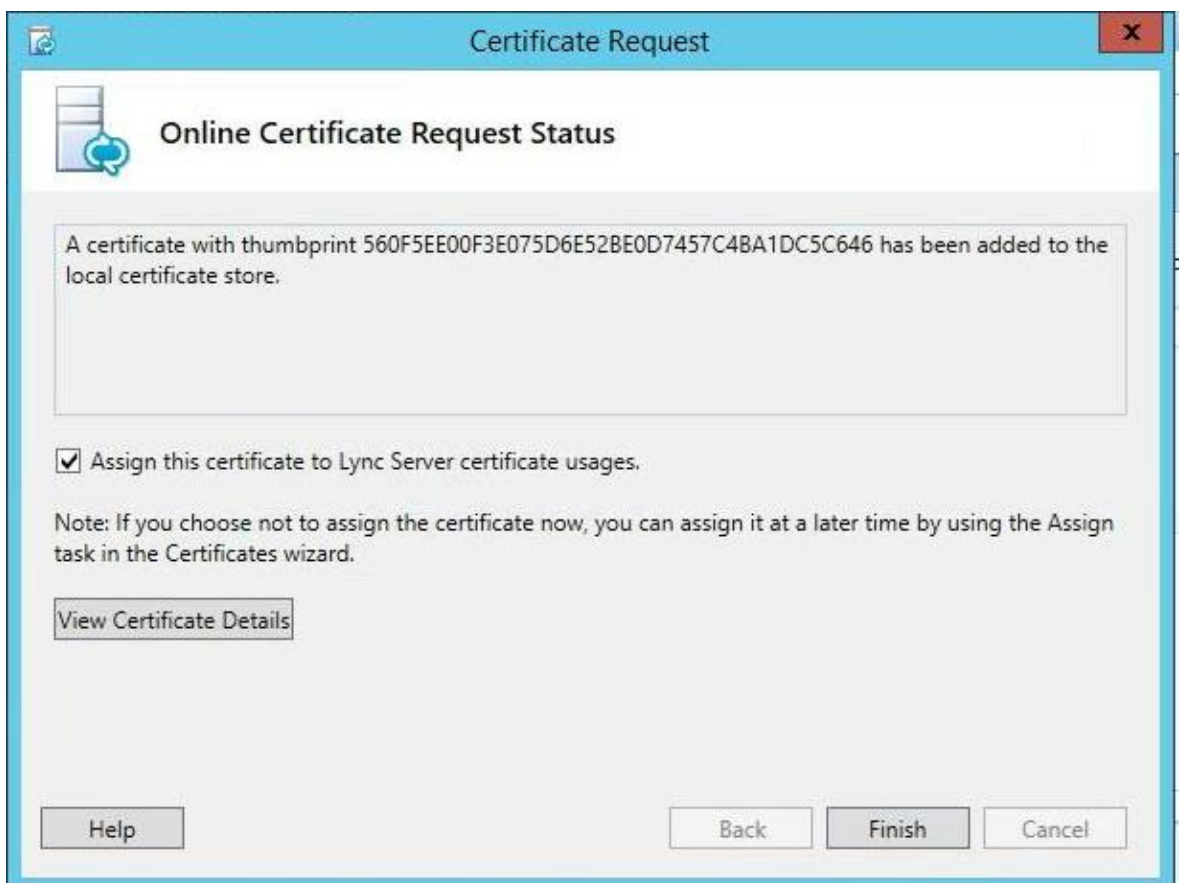 Certificate Request
x
Online Certificate Request Status
A certificate with thumbprint 560F5EE00F3E075D6E52BE0D7457C4BA1DC5C646 has been added to the
local certificate store.
Assign this certificate to Lync Server certificate usages.
Note: If you choose not to assign the certificate now, you can assign it at a later time by using the Assign
task in the Certificates wizard.
View Certificate Details
Help Back Finish Cancel